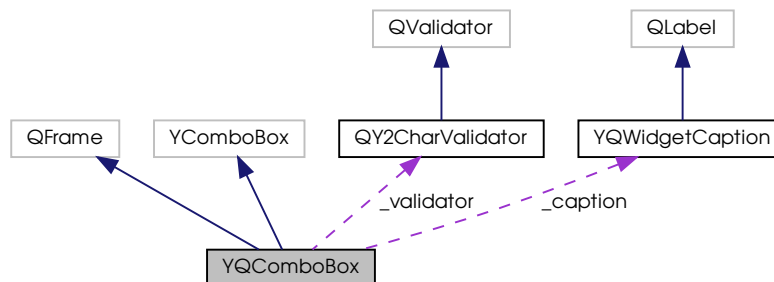 QValidator
QLabel
QFrame
YComboBox
QY2CharValidator
YQWidgetCaption
_validator
_caption
YQComboBox